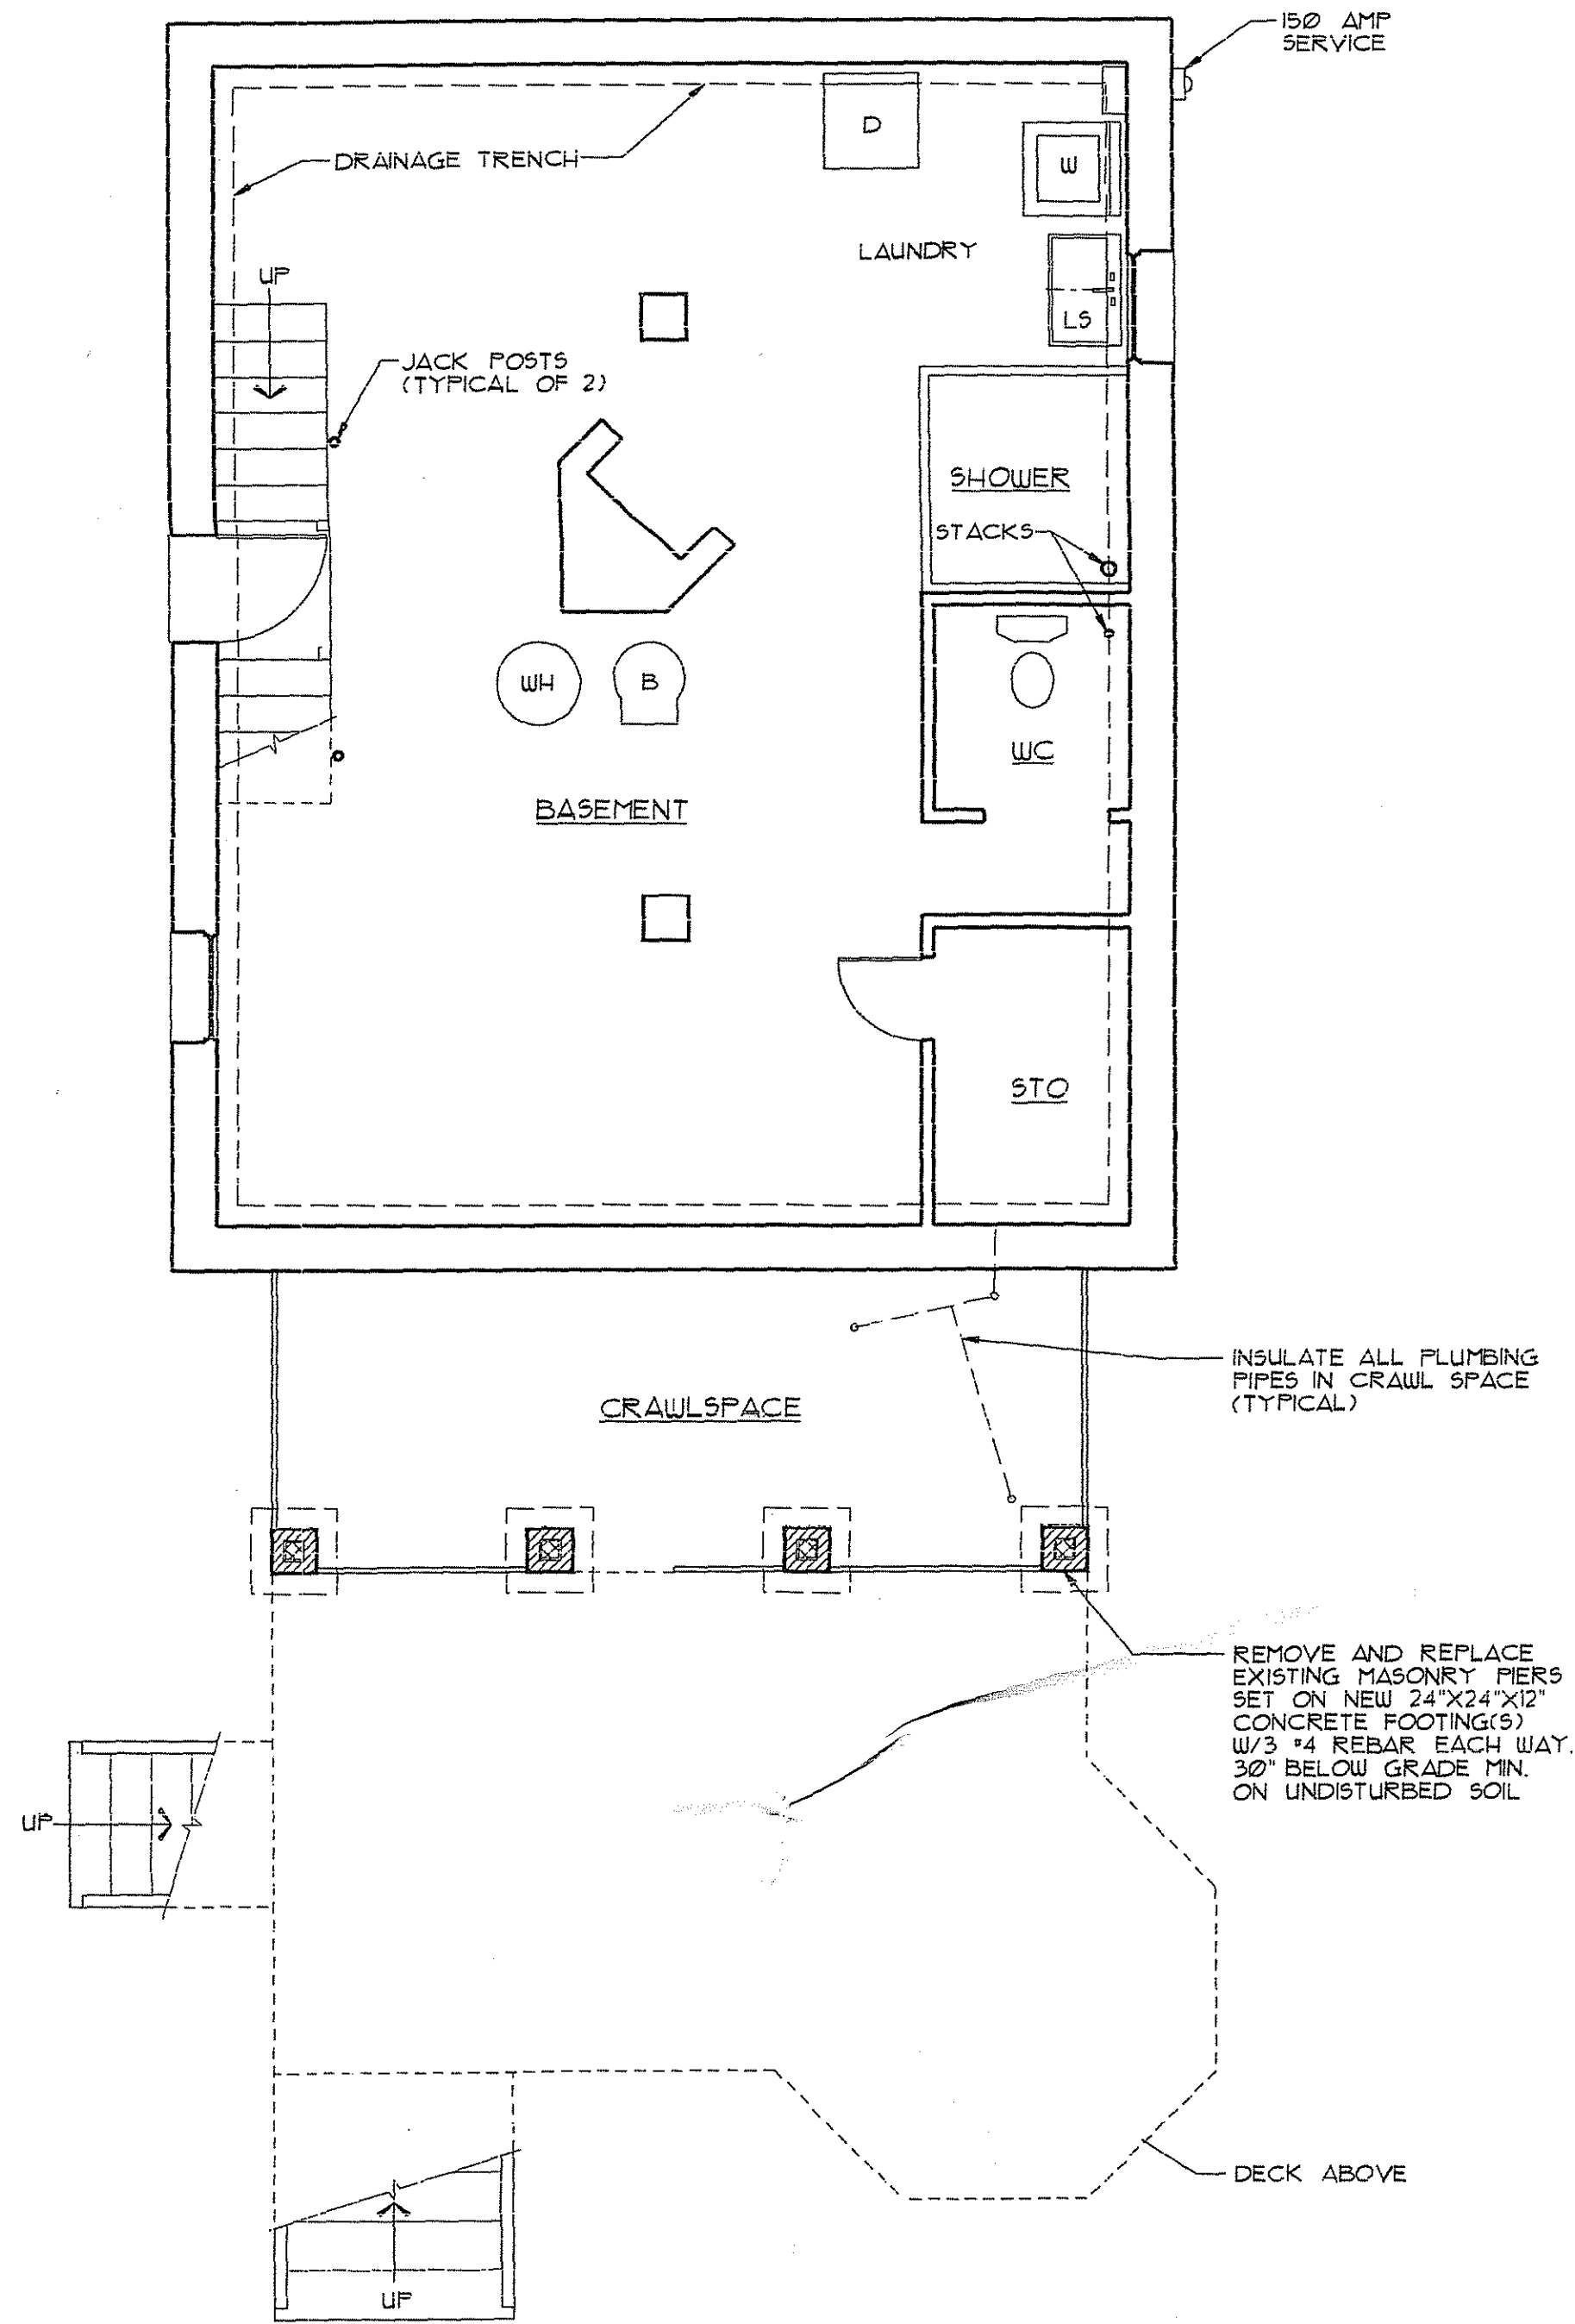 150 AMP
SERVICE
D
DRAINAGE TRENCH
W
LAUNDRY
UP
LS
JACK POSTS
(TYPICAL OF 2)
SHOWER
STACKS
WH
B
WC
BASEMENT
STO
INSULATE ALL PLUMBING
PIPES IN CRAWL SPACE
(TYPICAL)
CRAWLSPACE
REMOVE AND REPLACE
EXISTING MASONRY PIERS
SET ON NEW 24"X24"X12"
CONCRETE FOOTING(S)
W/3 #4 REBAR EACH WAY.
30" BELOW GRADE MIN.
ON UNDISTURBED SOIL
UP
DECK ABOVE
UP